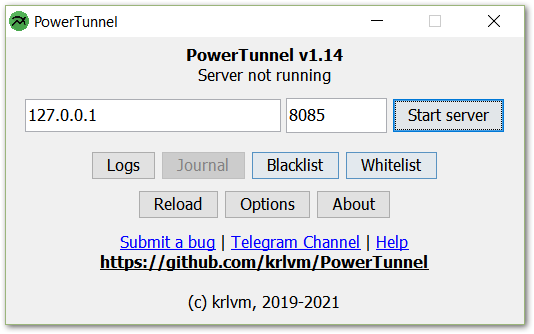 PowerTunnel
PowerTunnel v1.14
Server not running
127.0.0.1 8085 Start server
Logs Journal Blacklist Whitelist
Reload Options About
Submit a bug | Telegram Channel | Help
https://github.com/krlvm/PowerTunnel
(c) krlvm, 2019-2021